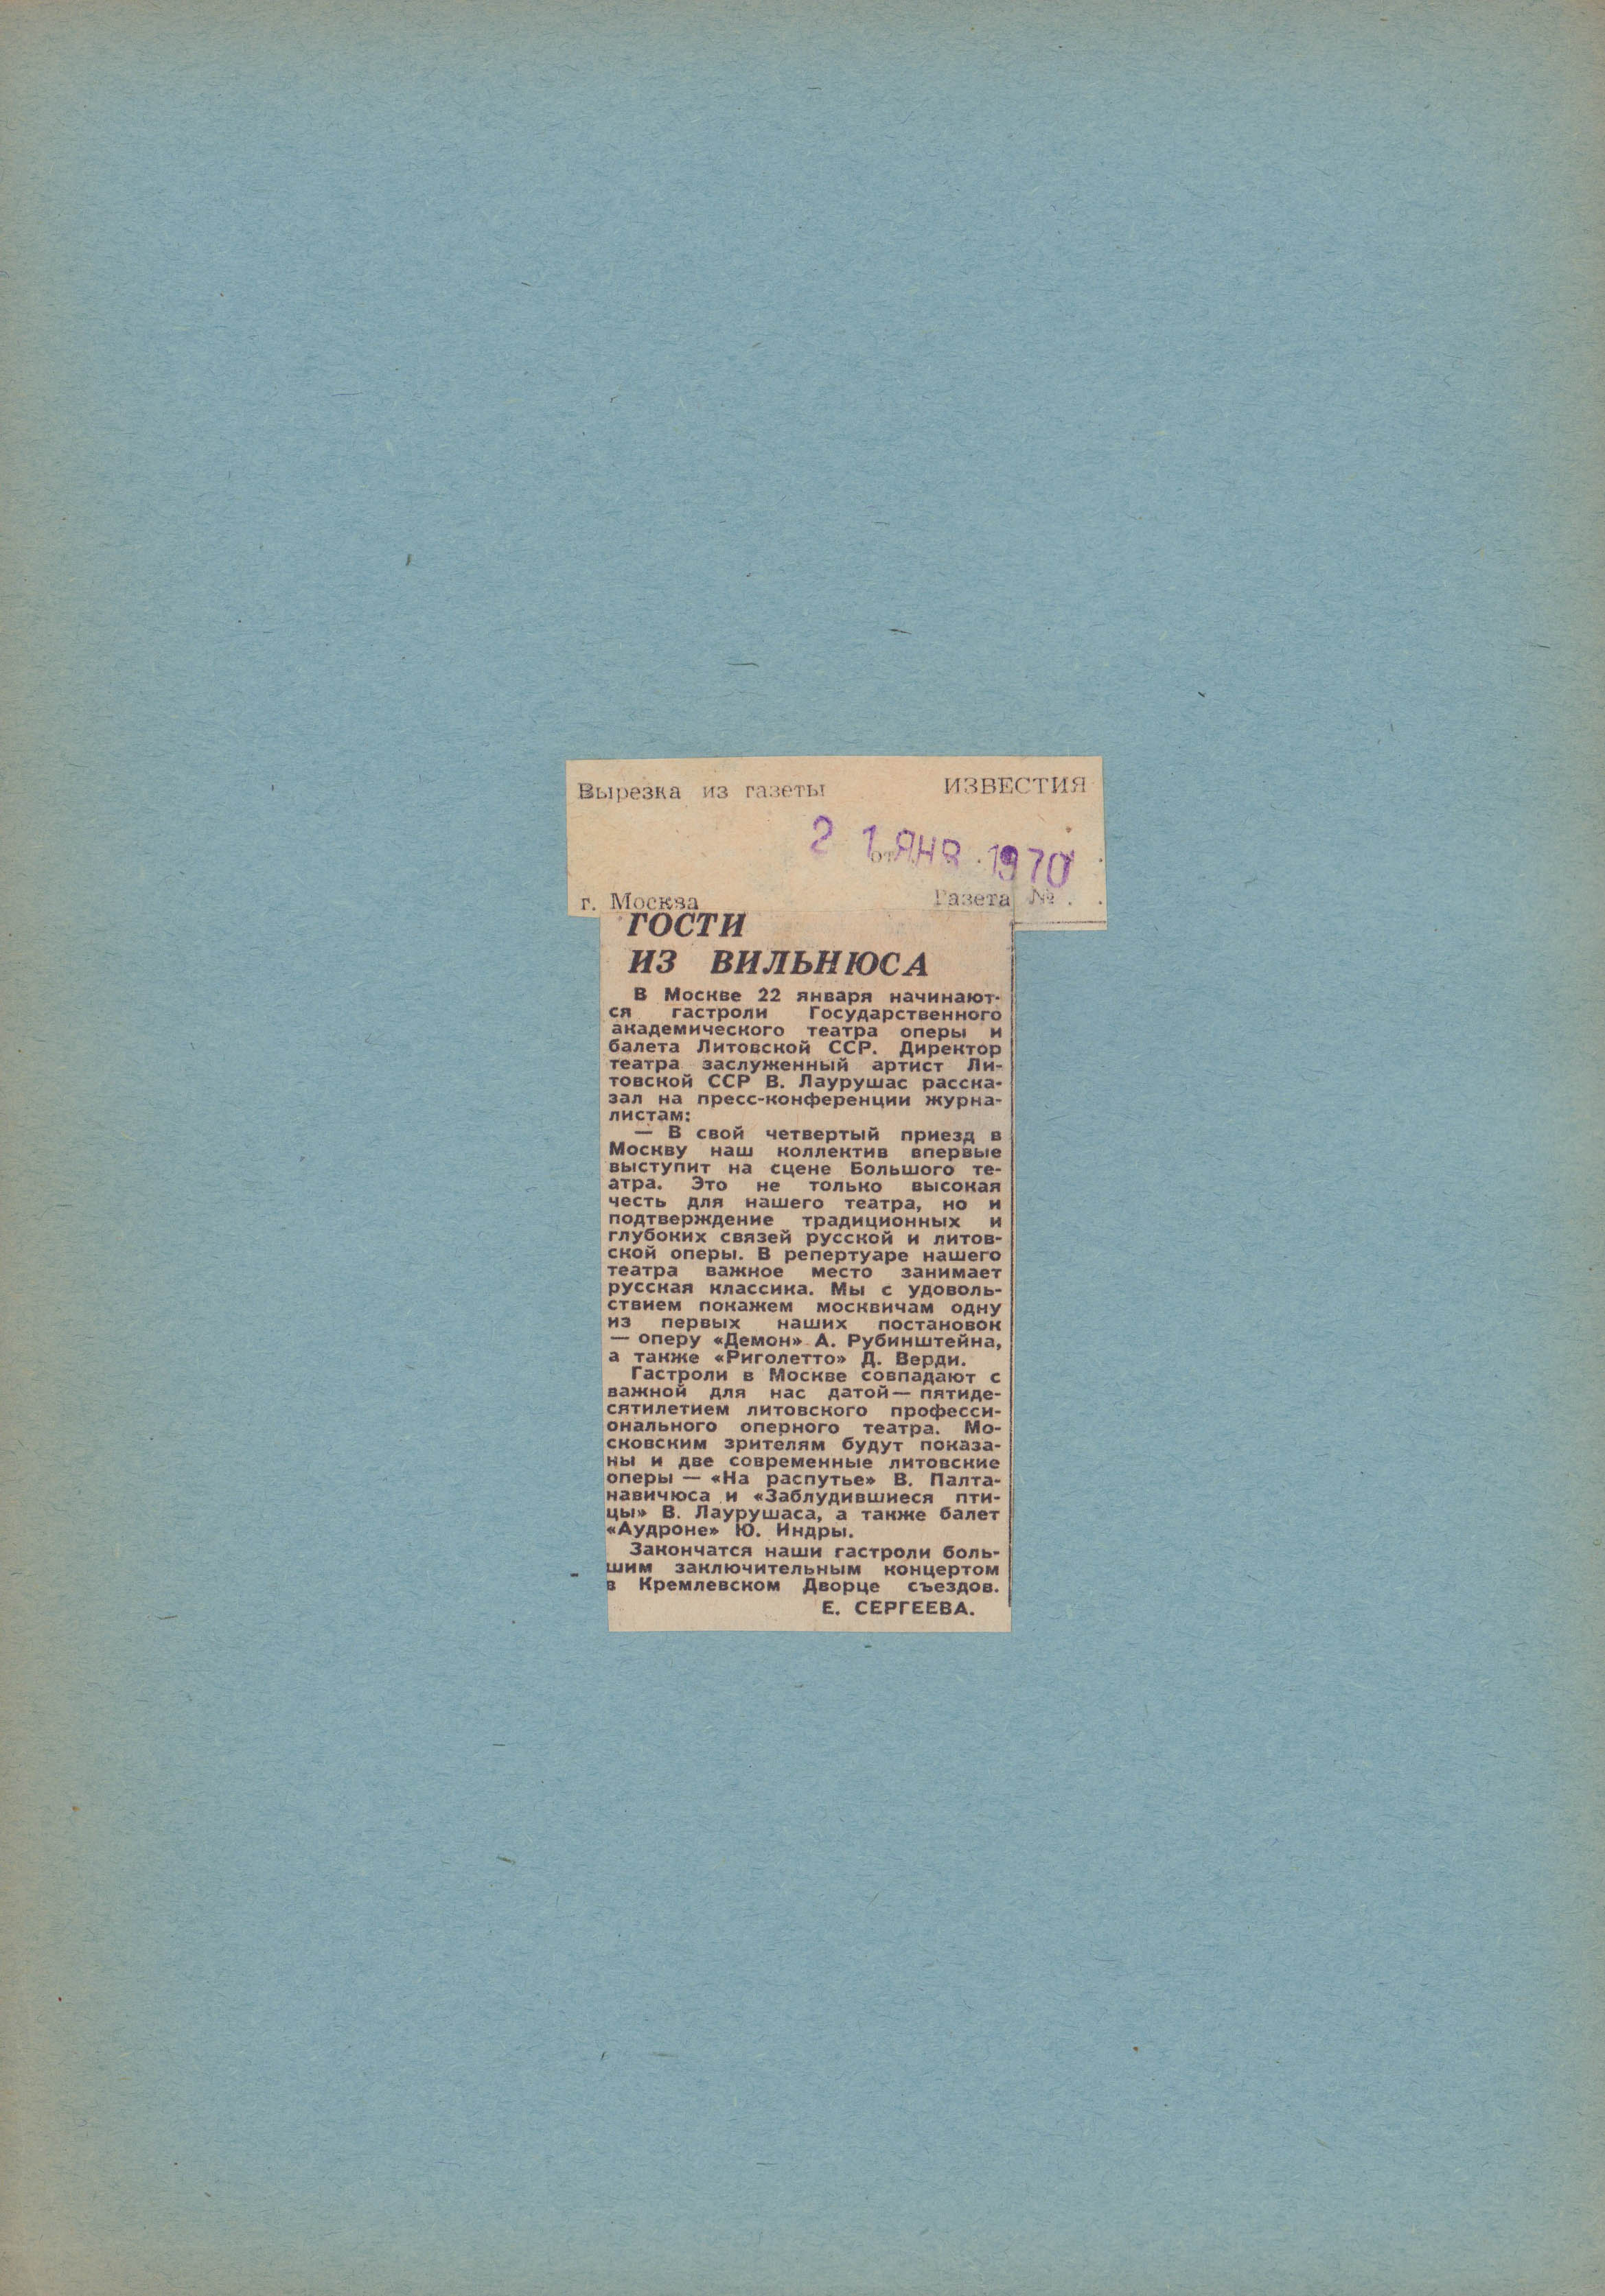 Вырезка из газеты ИЗВЕСТИЯ
21 ЯНВ 1970
от
г. Москва Газета № .
ГОСТИ
ИЗ ВИЛЬНЮСА
В Москве 22 января начинают-
ся гастроли Государственного
академического театра оперы и
балета Литовской ССР. Директор
театра заслуженный артист Ли-
товской ССР В. Лаурушас расска-
зал на пресс-конференции журна-
листам:
— В свой четвертый приезд в
Москву наш коллектив впервые
выступит на сцене Большого те-
атра. Это не только высокая
честь для нашего театра, но и
подтверждение традиционных и
глубоких связей русской и литов-
ской оперы. В репертуаре нашего
театра важное место занимает
русская классика. Мы с удоволь-
ствием покажем москвичам одну
из первых наших постановок
— оперу «Демон» А. Рубинштейна,
а также «Риголетто» Д. Верди.
Гастроли в Москве совпадают с
важной для нас датой — пятиде-
сятилетием литовского професси-
онального оперного театра. Мо-
сковским зрителям будут показа-
ны и две современные литовские
оперы — «На распутье» В. Палта-
навичюса и «Заблудившиеся пти-
цы» В. Лаурушаса, а также балет
«Аудроне» Ю. Индры.
Закончатся наши гастроли боль-
шим заключительным концертом
в Кремлевском Дворце съездов.
Е. СЕРГЕЕВА.